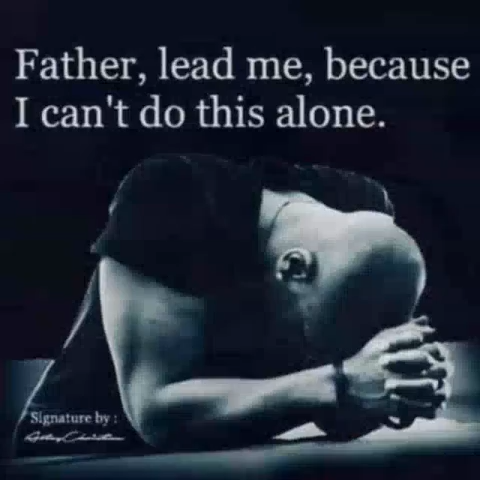 Father, lead me, because
I can't do this alone.
Signature by :